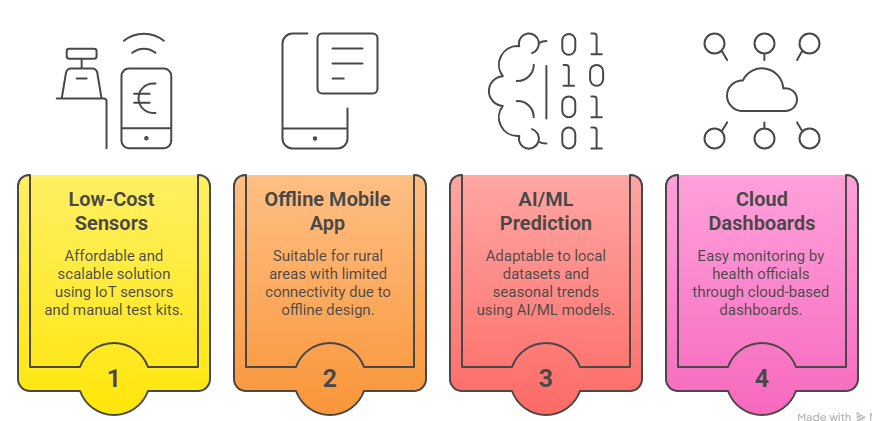 €
0 1
1 0
0 1
0 1
Low-Cost
Sensors
Affordable and
scalable solution
using IoT sensors
and manual test kits.
1
Offline Mobile
App
Suitable for rural
areas with limited
connectivity due to
offline design.
2
AI/ML
Prediction
Adaptable to local
datasets and
seasonal trends
using AI/ML models.
3
Cloud
Dashboards
Easy monitoring by
health officials
through cloud-based
dashboards.
4
Made with